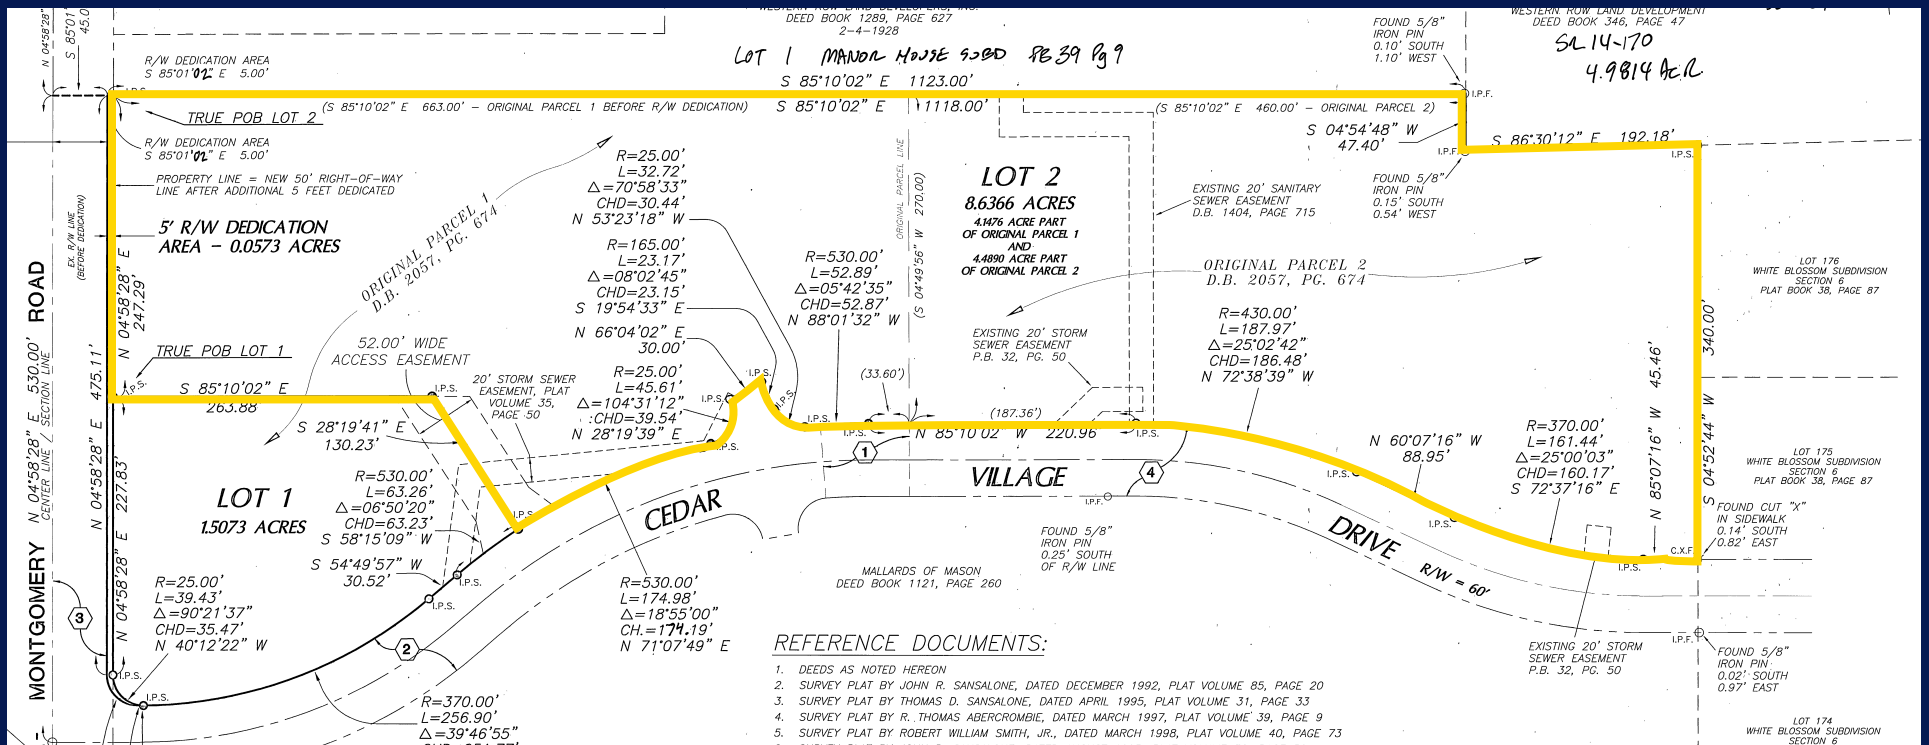 WESTERN ROW LAND DEVELOPERS, INC.
DEED BOOK 1289, PAGE 627
2-4-1928
WESTERN ROW LAND DEVELOPMENT
DEED BOOK 346, PAGE 47
SR 14-170
4.9814 AcR.
LOT 1 MANOR HOUSE SUBD PB 39 Pg 9
FOUND 5/8"
IRON PIN
0.10' SOUTH
1.10' WEST
N 04°58'28"
S 85°01'
45.0
R/W DEDICATION AREA
S 85°01'02" E 5.00'
S 85°10'02" E 1123.00'
(S 85°10'02" E 663.00' - ORIGINAL PARCEL 1 BEFORE R/W DEDICATION)
S 85°10'02" E 1118.00'
(S 85°10'02" E 460.00' - ORIGINAL PARCEL 2)
I.P.S.
I.P.F.
TRUE POB LOT 2
R/W DEDICATION AREA
S 85°01'02" E 5.00'
PROPERTY LINE = NEW 50' RIGHT-OF-WAY
LINE AFTER ADDITIONAL 5 FEET DEDICATED
5' R/W DEDICATION
AREA - 0.0573 ACRES
EX. R/W LINE
(BEFORE DEDICATION)
N 04°58'28" E
247.29'
ORIGINAL PARCEL 1
D.B. 2057, PG. 674
R=25.00'
L=32.72'
△=70°58'33"
CHD=30.44'
N 53°23'18" W
R=165.00'
L=23.17'
△=08°02'45"
CHD=23.15'
S 19°54'33" E
N 66°04'02" E
30.00'
R=25.00'
L=45.61'
△=104°31'12"
CHD=39.54'
N 28°19'39" E
R=530.00'
L=52.89'
△=05°42'35"
CHD=52.87'
N 88°01'32" W
ORIGINAL PARCEL LINE
(S 04°49'56" W 270.00')
LOT 2
8.6366 ACRES
4.1476 ACRE PART
OF ORIGINAL PARCEL 1
AND
4.4890 ACRE PART
OF ORIGINAL PARCEL 2
EXISTING 20' SANITARY
SEWER EASEMENT
D.B. 1404, PAGE 715
S 04°54'48" W
47.40'
I.P.F.
FOUND 5/8"
IRON PIN
0.15' SOUTH
0.54' WEST
S 86°30'12" E 192.18'
I.P.S.
ORIGINAL PARCEL 2
D.B. 2057, PG. 674
LOT 176
WHITE BLOSSOM SUBDIVISION
SECTION 6
PLAT BOOK 38, PAGE 87
EXISTING 20' STORM
SEWER EASEMENT
P.B. 32, PG. 50
R=430.00'
L=187.97'
△=25°02'42"
CHD=186.48'
N 72°38'39" W
TRUE POB LOT 1
I.P.S.
S 85°10'02" E
263.88
52.00' WIDE
ACCESS EASEMENT
I.P.S.
20' STORM SEWER
EASEMENT, PLAT
VOLUME 35,
PAGE 50
I.P.S.
I.P.S.
I.P.S.
I.P.S.
I.P.S.
I.P.S.
(33.60')
(187.36')
N 85°10'02" W 220.96
I.P.S.
S 28°19'41" E
130.23'
R=530.00'
L=63.26'
△=06°50'20"
CHD=63.23'
S 58°15'09" W
S 54°49'57" W
30.52'
I.P.S.
I.P.S.
I.P.S.
LOT 1
1.5073 ACRES
N 04°58'28" E 475.11'
N 04°58'28" E 227.83'
MONTGOMERY ROAD
N 04°58'28" E 530.00'
CENTER LINE / SECTION LINE
1
4
CEDAR VILLAGE DRIVE
R/W = 60'
I.P.F.
FOUND 5/8"
IRON PIN
0.25' SOUTH
OF R/W LINE
MALLARDS OF MASON
DEED BOOK 1121, PAGE 260
N 60°07'16" W
88.95'
I.P.S.
I.P.S.
R=370.00'
L=161.44'
△=25°00'03"
CHD=160.17'
S 72°37'16" E
N 85°07'16" W 45.46'
S 04°52'44" W 340.00'
I.P.S.
C.X.F.
LOT 175
WHITE BLOSSOM SUBDIVISION
SECTION 6
PLAT BOOK 38, PAGE 87
FOUND CUT "X"
IN SIDEWALK
0.14' SOUTH
0.82' EAST
EXISTING 20' STORM
SEWER EASEMENT
P.B. 32, PG. 50
I.P.F.
FOUND 5/8"
IRON PIN
0.02' SOUTH
0.97' EAST
LOT 174
WHITE BLOSSOM SUBDIVISION
SECTION 6
3
R=25.00'
L=39.43'
△=90°21'37"
CHD=35.47'
N 40°12'22" W
I.P.S.
I.P.S.
2
R=530.00'
L=174.98'
△=18°55'00"
CH.=174.19'
N 71°07'49" E
R=370.00'
L=256.90'
△=39°46'55"
REFERENCE DOCUMENTS:
1. DEEDS AS NOTED HEREON
2. SURVEY PLAT BY JOHN R. SANSALONE, DATED DECEMBER 1992, PLAT VOLUME 85, PAGE 20
3. SURVEY PLAT BY THOMAS D. SANSALONE, DATED APRIL 1995, PLAT VOLUME 31, PAGE 33
4. SURVEY PLAT BY R. THOMAS ABERCROMBIE, DATED MARCH 1997, PLAT VOLUME 39, PAGE 9
5. SURVEY PLAT BY ROBERT WILLIAM SMITH, JR., DATED MARCH 1998, PLAT VOLUME 40, PAGE 73